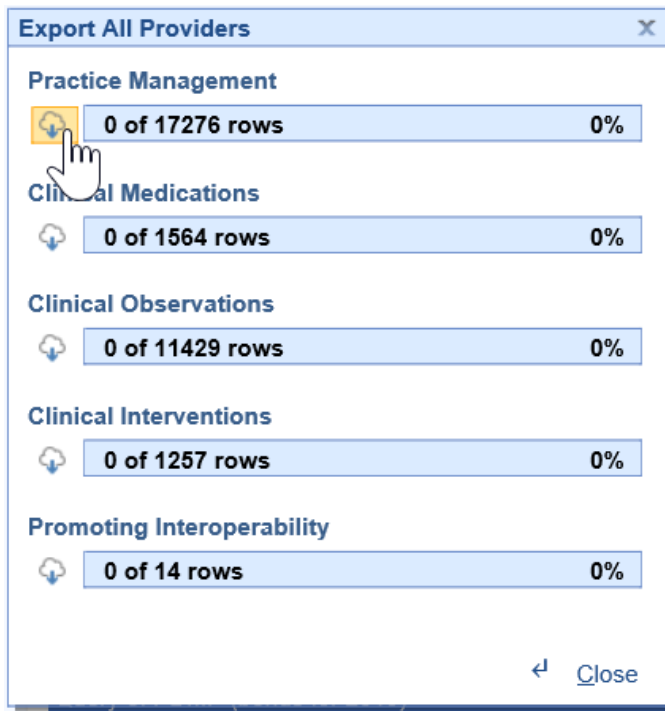 Export All Providers x
Practice Management
0 of 17276 rows 0%
Clinical Medications
0 of 1564 rows 0%
Clinical Observations
0 of 11429 rows 0%
Clinical Interventions
0 of 1257 rows 0%
Promoting Interoperability
0 of 14 rows 0%
Close